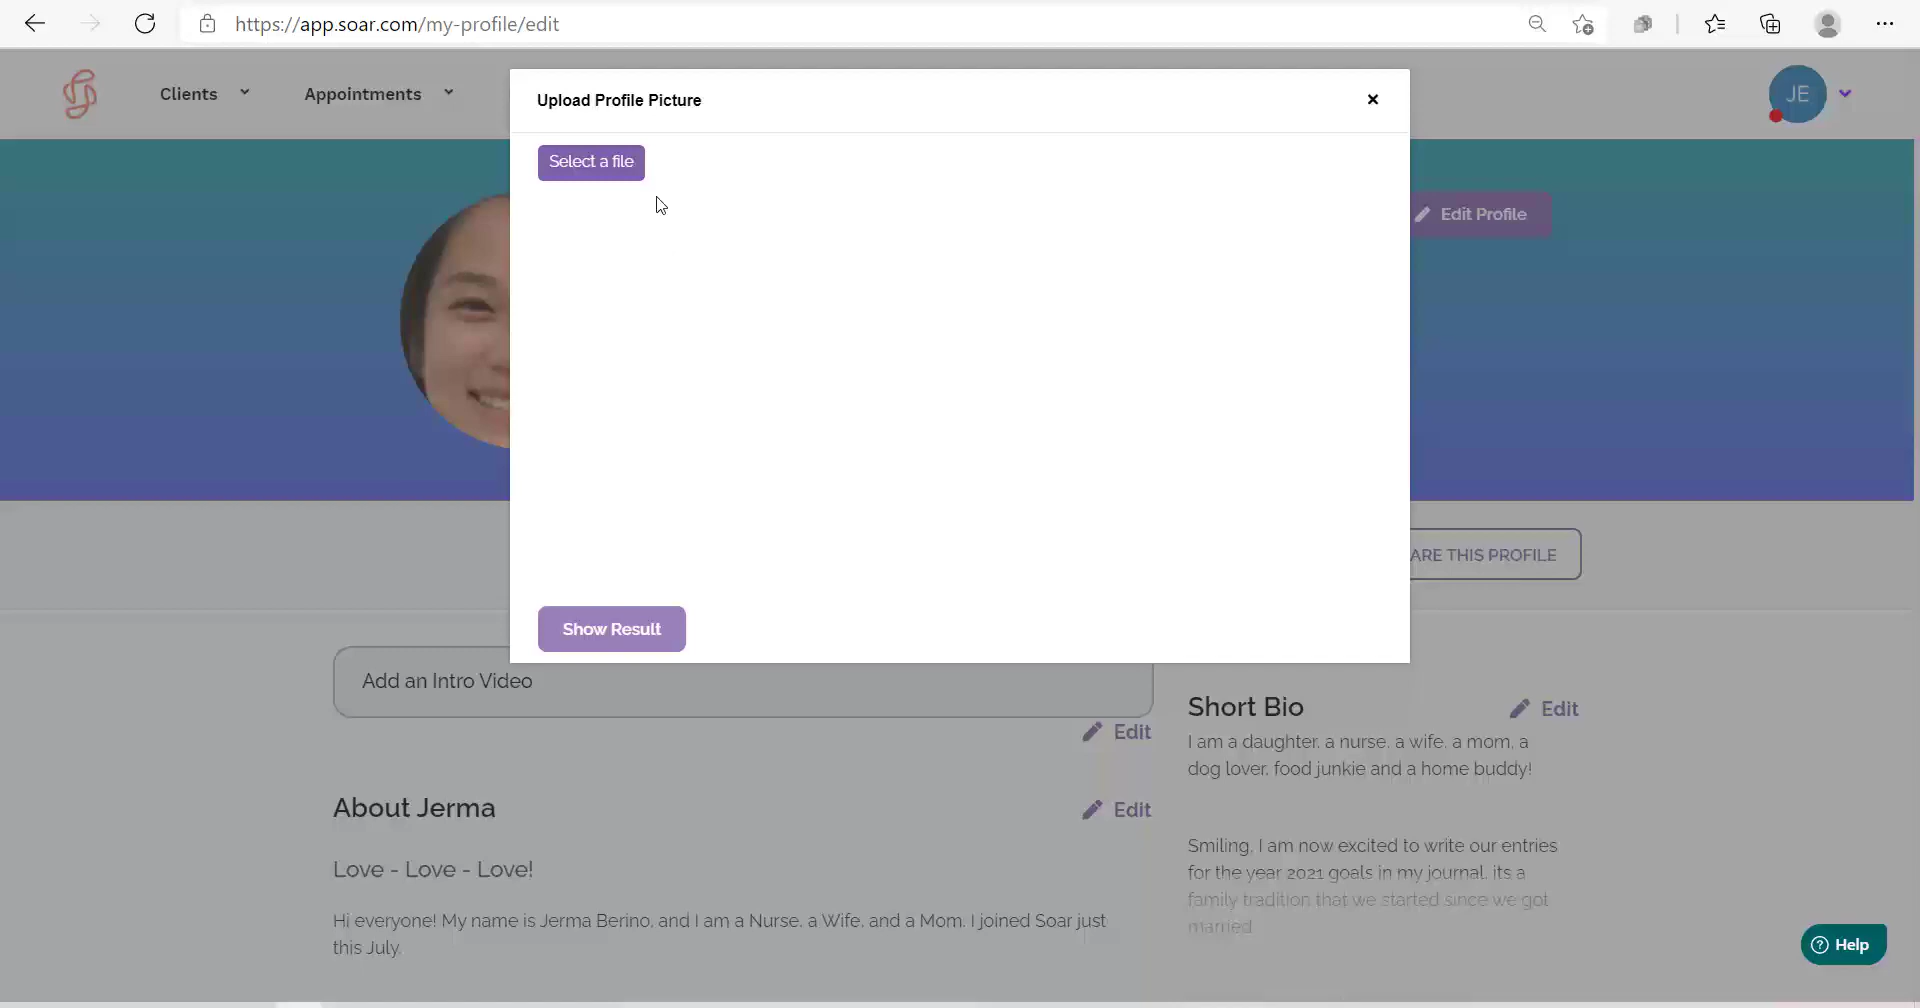 https://app.soar.com/my-profile/edit
Clients
Appointments
Upload Profile Picture
JE
Select a file
Edit Profile
ARE THIS PROFILE
Show Result
Add an Intro Video
Edit
Short Bio
Edit
I am a daughter, a nurse, a wife, a mom, a
dog lover, food junkie and a home buddy!
About Jerma
Edit
Smiling, I am now excited to write our entries
for the year 2021 goals in my journal, its a
family tradition that we started since we got
married
Love - Love - Love!
Hi everyone! My name is Jerma Berino, and I am a Nurse, a Wife, and a Mom. I joined Soar just
this July.
Help